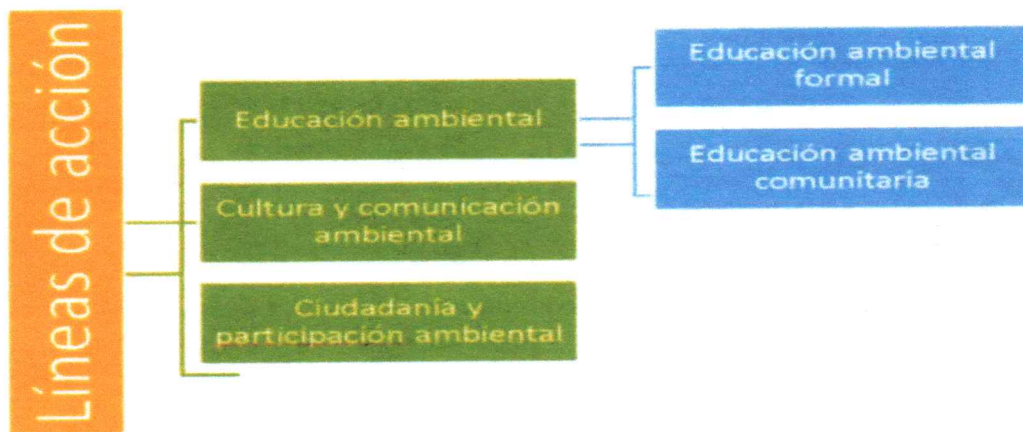 Líneas de acción
Educación ambiental
Cultura y comunicación
ambiental
Ciudadanía y
participación ambiental
Educación ambiental
formal
Educación ambiental
comunitaria